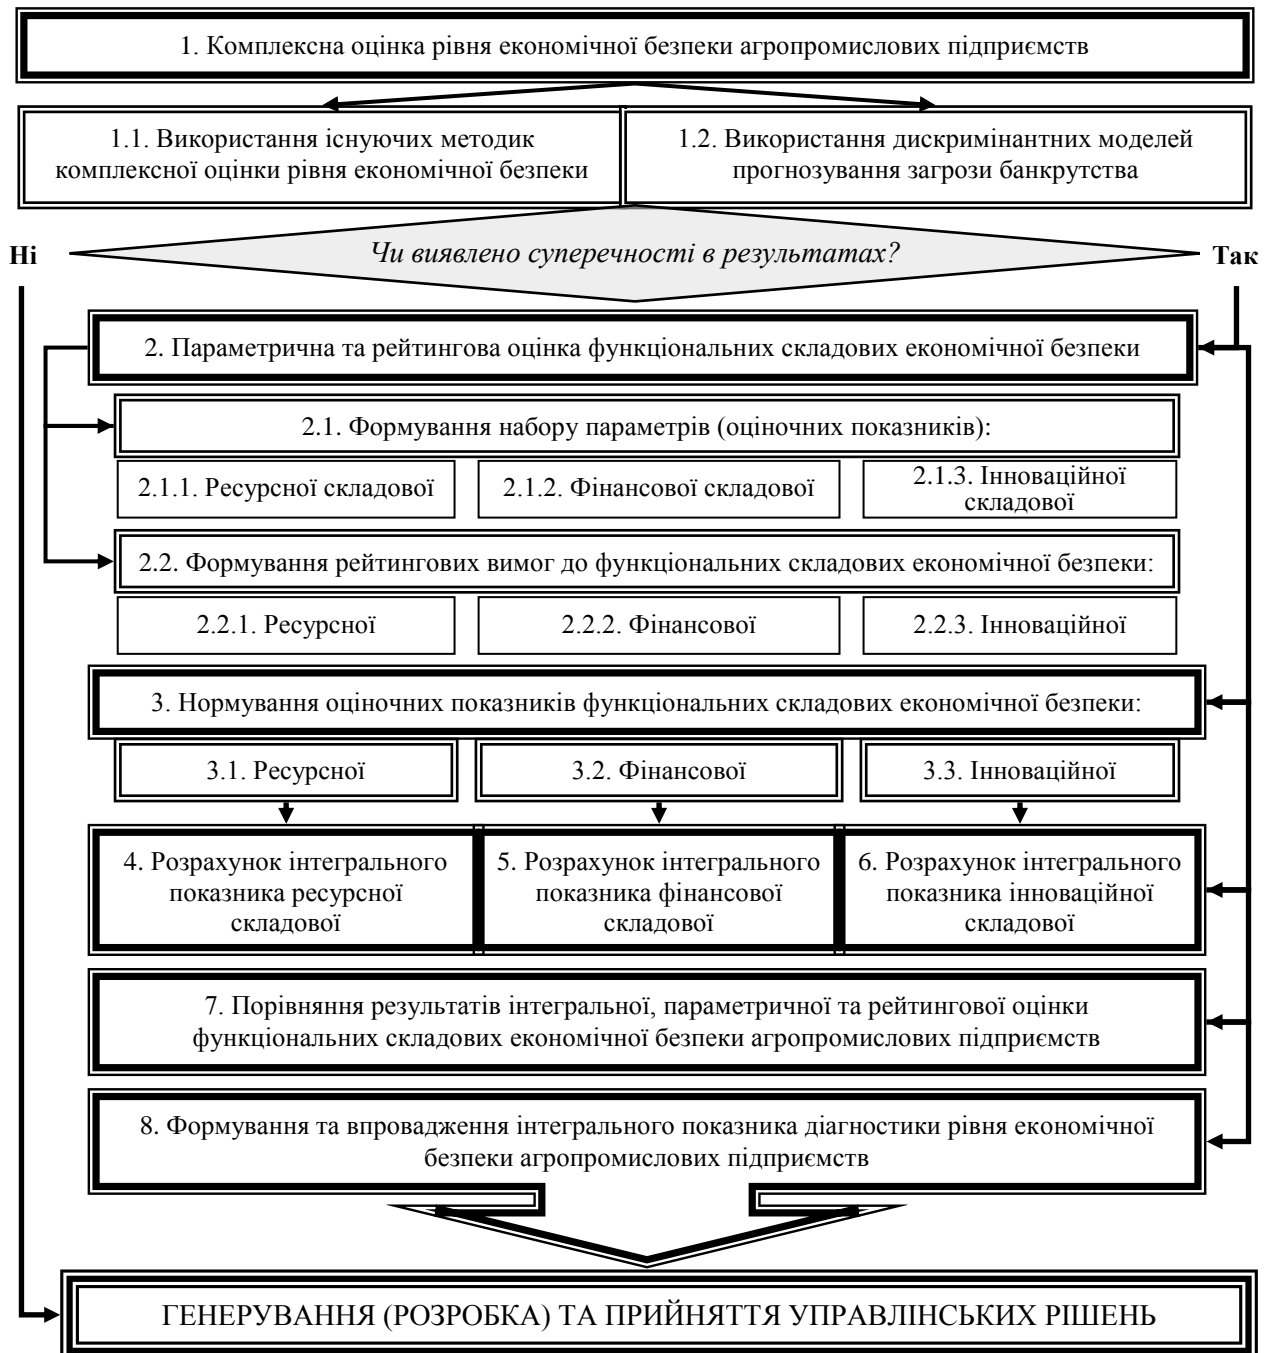 1. Комплексна оцінка рівня економічної безпеки агропромислових підприємств
1.1. Використання існуючих методик
комплексної оцінки рівня економічної безпеки
1.2. Використання дискримінантних моделей
прогнозування загрози банкрутства
Ні
Чи виявлено суперечності в результатах?
Так
2. Параметрична та рейтингова оцінка функціональних складових економічної безпеки
2.1. Формування набору параметрів (оціночних показників):
2.1.1. Ресурсної складової
2.1.2. Фінансової складової
2.1.3. Інноваційної
складової
2.2. Формування рейтингових вимог до функціональних складових економічної безпеки:
2.2.1. Ресурсної
2.2.2. Фінансової
2.2.3. Інноваційної
3. Нормування оціночних показників функціональних складових економічної безпеки:
3.1. Ресурсної
3.2. Фінансової
3.3. Інноваційної
4. Розрахунок інтегрального
показника ресурсної
складової
5. Розрахунок інтегрального
показника фінансової
складової
6. Розрахунок інтегрального
показника інноваційної
складової
7. Порівняння результатів інтегральної, параметричної та рейтингової оцінки
функціональних складових економічної безпеки агропромислових підприємств
8. Формування та впровадження інтегрального показника діагностики рівня економічної
безпеки агропромислових підприємств
ГЕНЕРУВАННЯ (РОЗРОБКА) ТА ПРИЙНЯТТЯ УПРАВЛІНСЬКИХ РІШЕНЬ